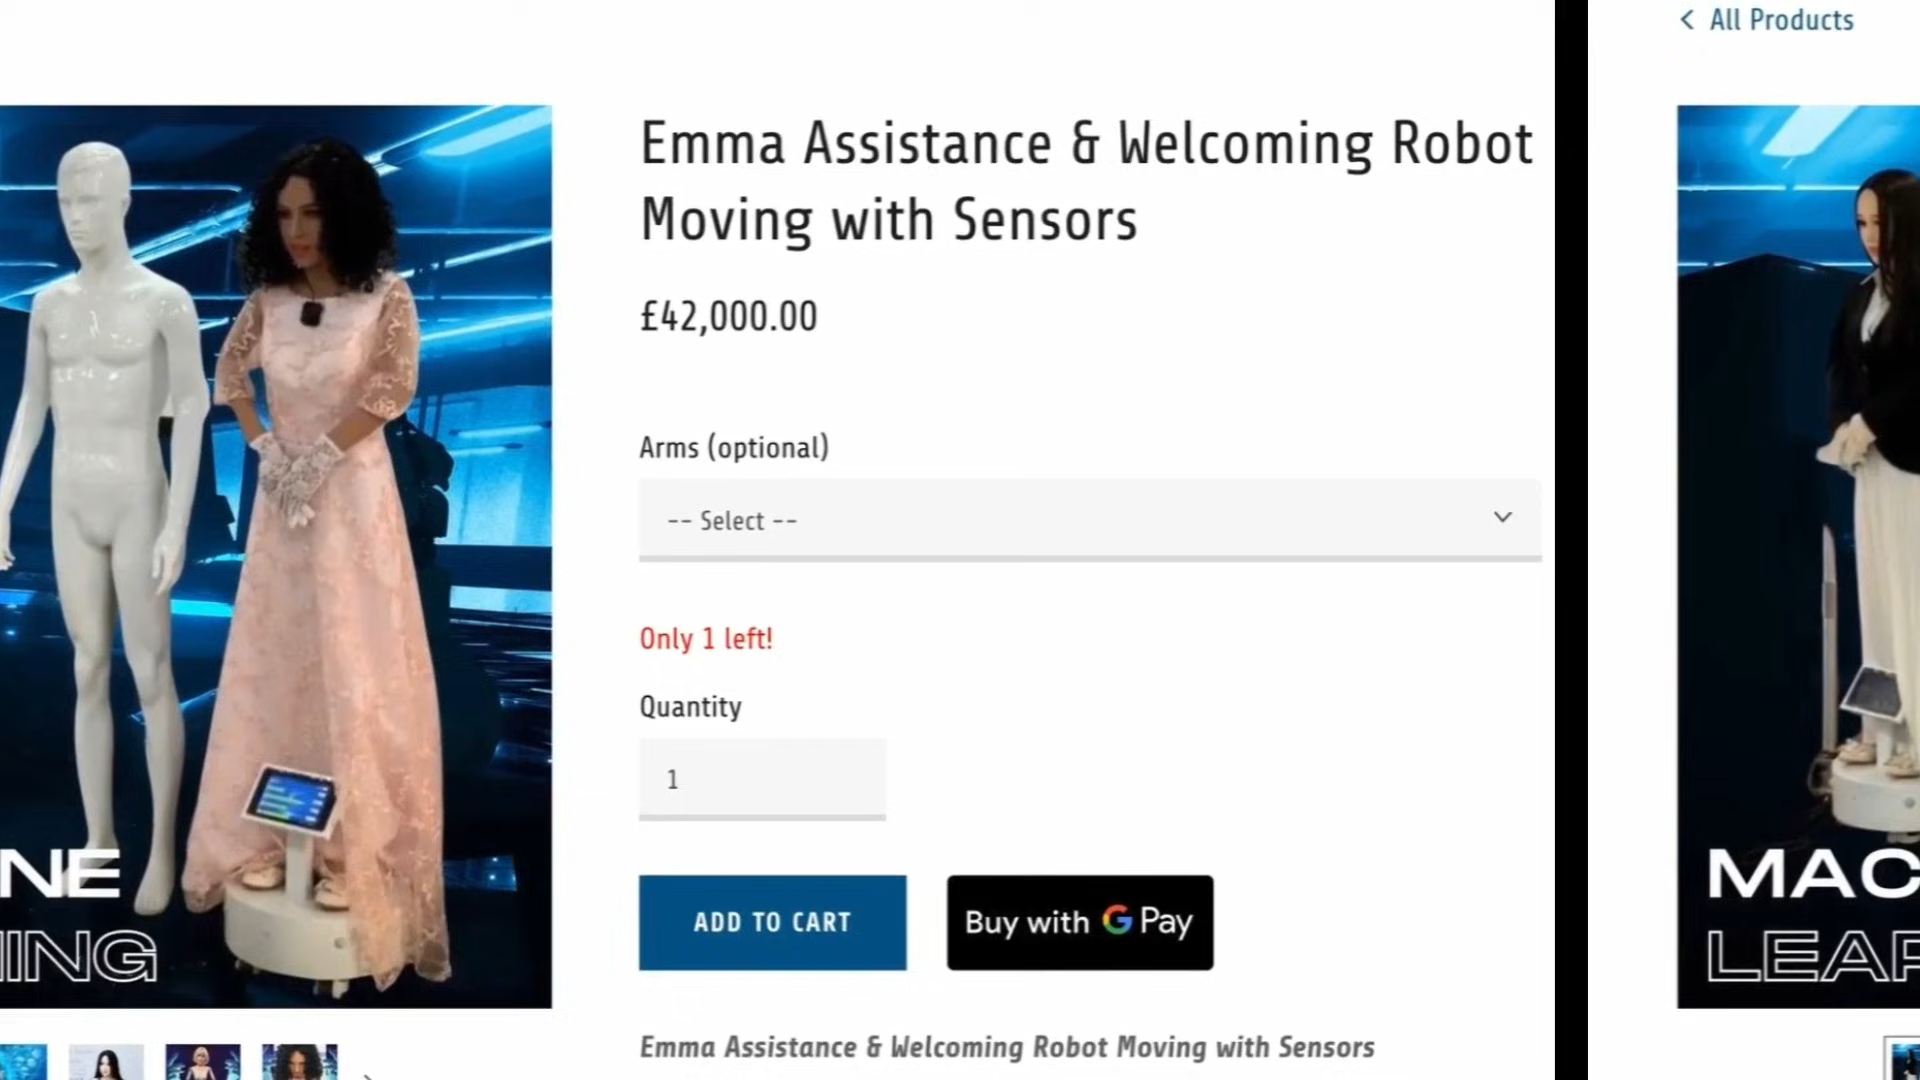 < All Products
Emma Assistance & Welcoming Robot
Moving with Sensors
£42,000.00
Arms (optional)
-- Select --
Only 1 left!
Quantity
1
NE
NING
ADD TO CART
Buy with G Pay
Emma Assistance & Welcoming Robot Moving with Sensors
MAC
LEAR